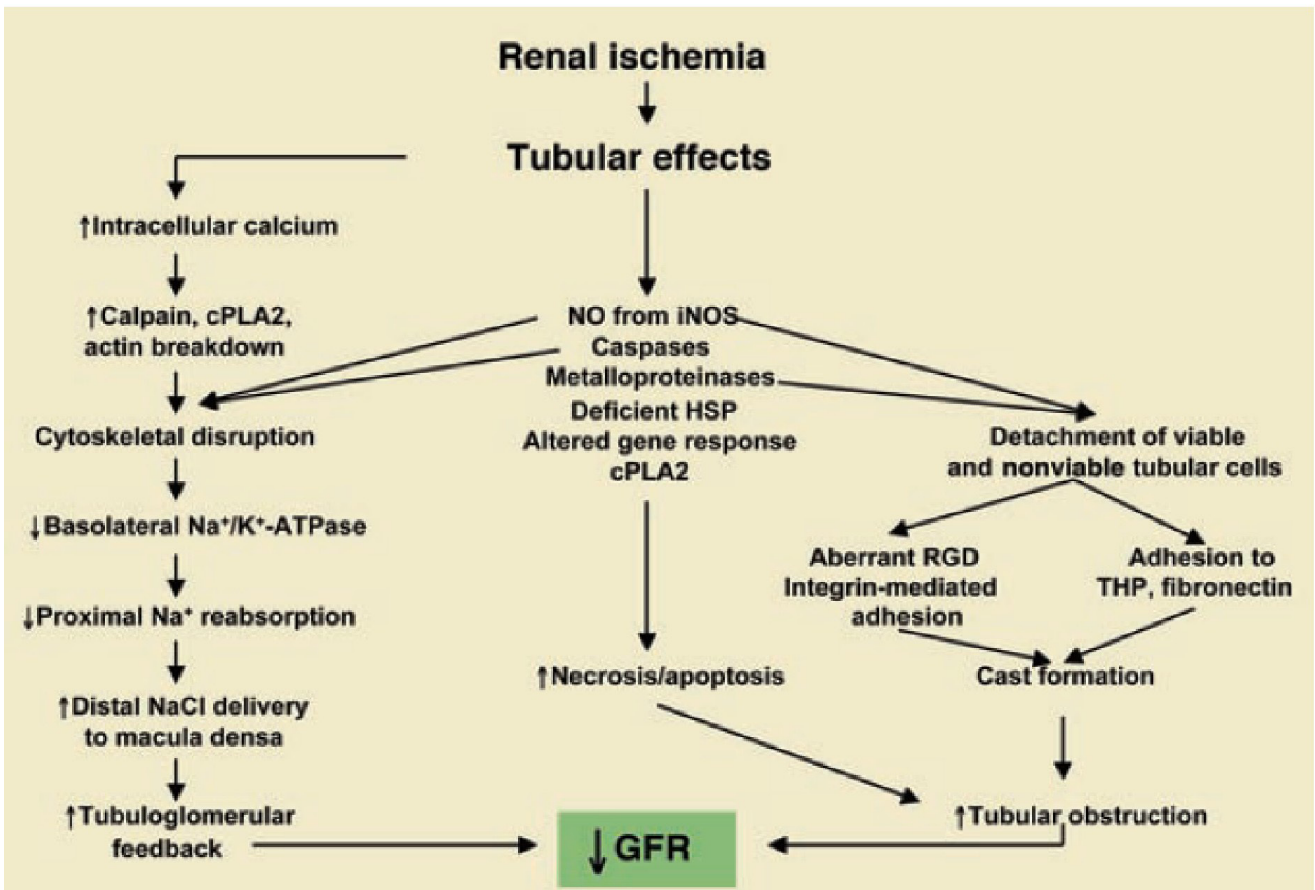 Renal ischemia
Tubular effects
↑Intracellular calcium
↑Calpain, cPLA2,
actin breakdown
Cytoskeletal disruption
↓Basolateral Na⁺/K⁺-ATPase
↓Proximal Na⁺ reabsorption
↑Distal NaCl delivery
to macula densa
↑Tubuloglomerular
feedback
NO from iNOS
Caspases
Metalloproteinases
Deficient HSP
Altered gene response
cPLA2
↑Necrosis/apoptosis
Detachment of viable
and nonviable tubular cells
Aberrant RGD
Integrin-mediated
adhesion
Adhesion to
THP, fibronectin
Cast formation
↑Tubular obstruction
↓ GFR